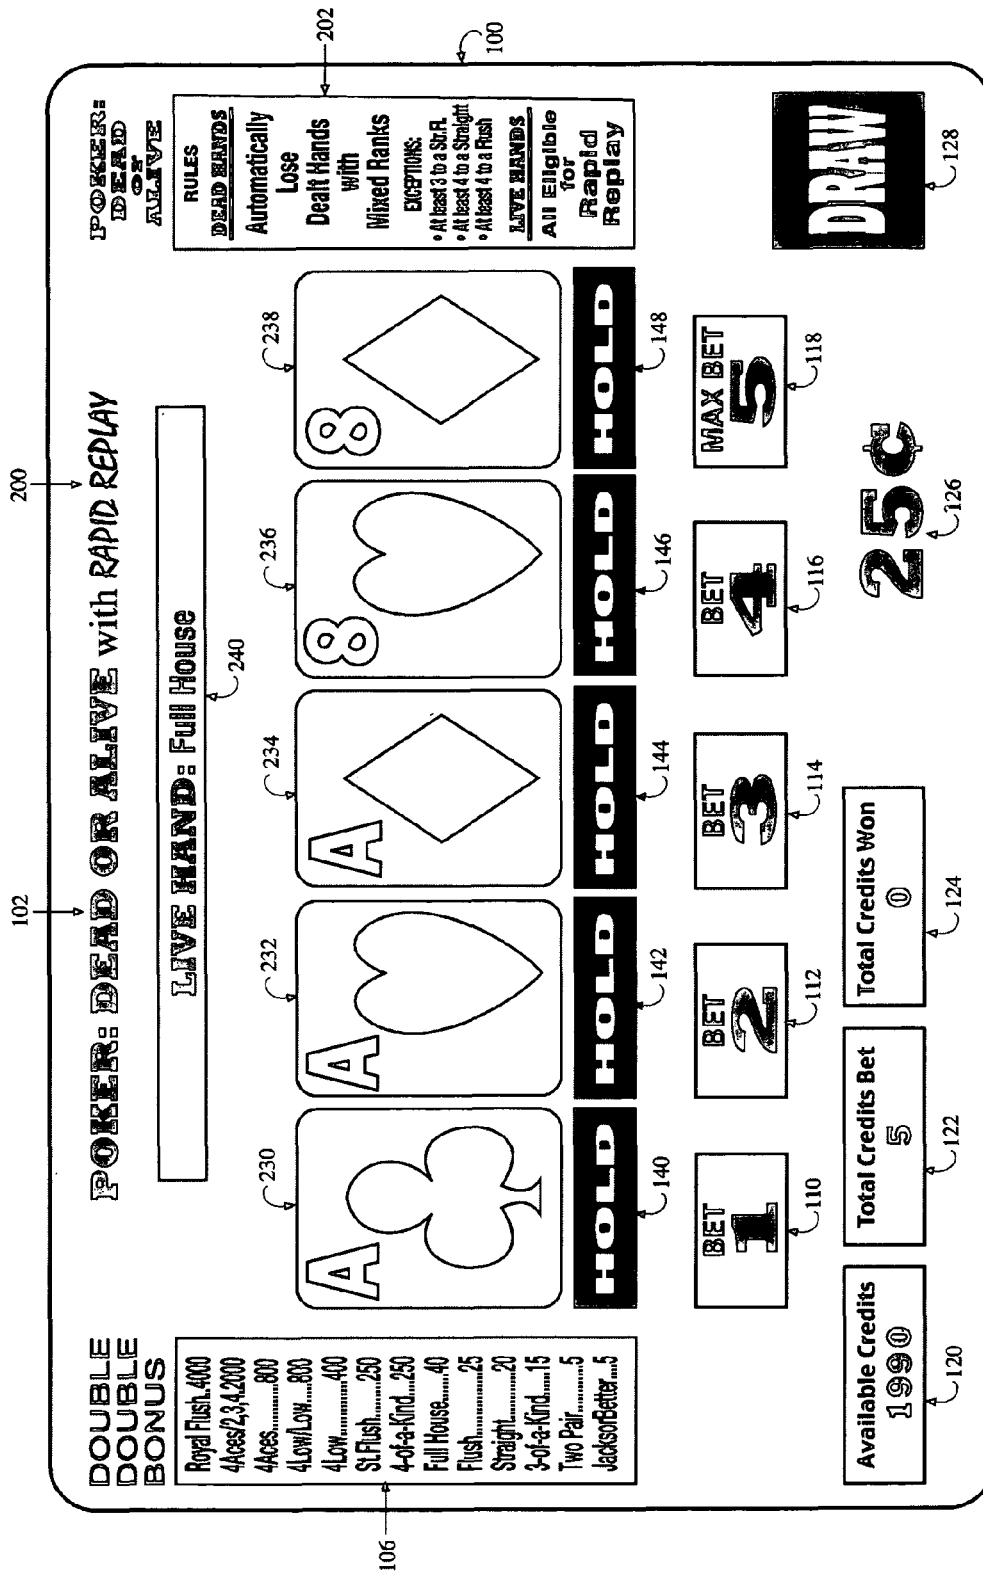 102
200
202
POKER: DEAD OR ALIVE with RAPID REPLAY
DOUBLE
DOUBLE
BONUS
POKER:
DEAD
or
ALIVE
100
LIVE HAND: Full House
240
106
Royal Flush..4000
4Aces/2,3,4.2000
4Aces............800
4Low/Low......800
4Low..............400
St.Flush........250
4-of-a-Kind....250
Full House......40
Flush..............25
Straight..........20
3-of-a-Kind.....15
Two Pair..........5
JacksorBetter....5
RULES
DEAD HANDS
Automatically
Lose
Dealt Hands
with
Mixed Ranks
EXCEPTIONS:
• At least 3 to a Str.Fl.
• At least 4 to a Straight
• At least 4 to a Flush
LIVE HANDS
All Eligible
for
Rapid
Replay
230
232
234
236
238
A
A
A
8
8
HOLD
HOLD
HOLD
HOLD
HOLD
140
142
144
146
148
BET
1
BET
2
BET
3
BET
4
MAX BET
5
110
112
114
116
118
Available Credits
1990
120
Total Credits Bet
5
122
Total Credits Won
0
124
25¢
126
DRAW
128